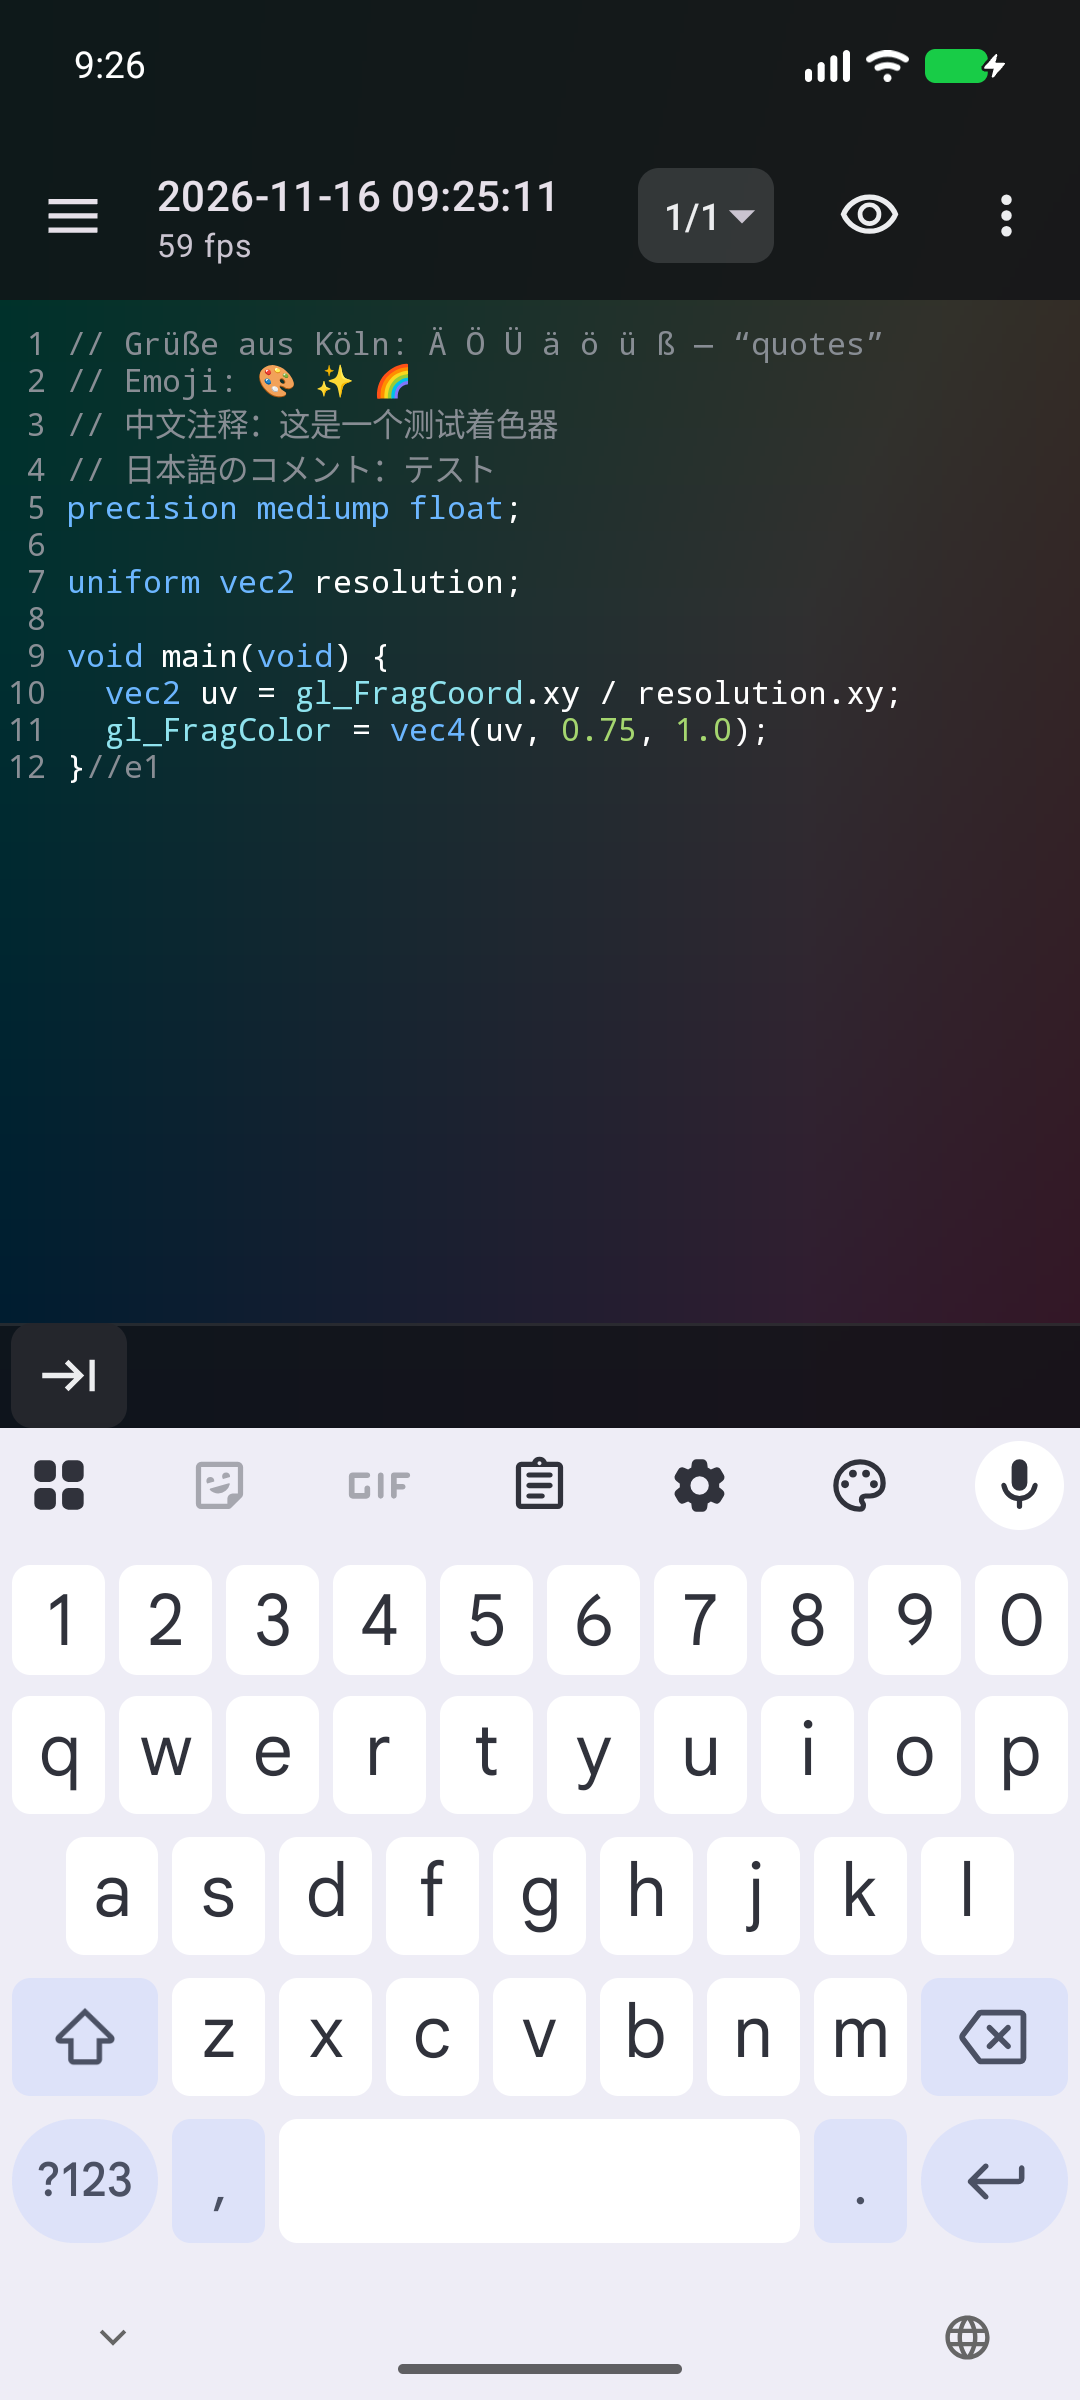 9:26
2026-11-16 09:25:11
59 fps
1/1
1 // Grüße aus Köln: Ä Ö Ü ä ö ü ß — “quotes”
2 // Emoji: 🎨 ✨ 🌈
3 // 中文注释：这是一个测试着色器
4 // 日本語のコメント：テスト
5 precision mediump float;
6
7 uniform vec2 resolution;
8
9 void main(void) {
10   vec2 uv = gl_FragCoord.xy / resolution.xy;
11   gl_FragColor = vec4(uv, 0.75, 1.0);
12 }//e1
GIF
1 2 3 4 5 6 7 8 9 0
q w e r t y u i o p
a s d f g h j k l
z x c v b n m
?123 , .